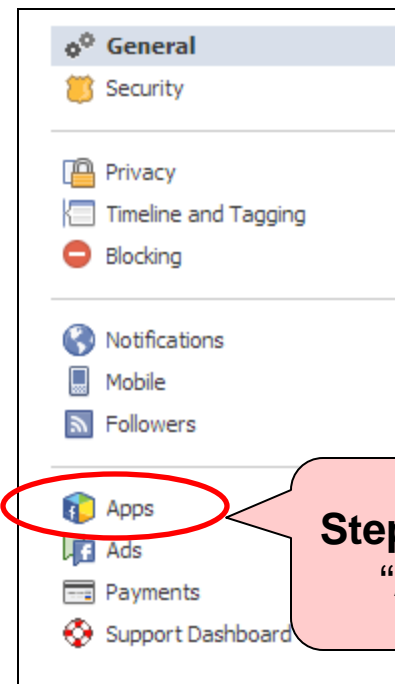 General
Security
Privacy
Timeline and Tagging
Blocking
Notifications
Mobile
Followers
Apps
Ads
Payments
Support Dashboard
Step